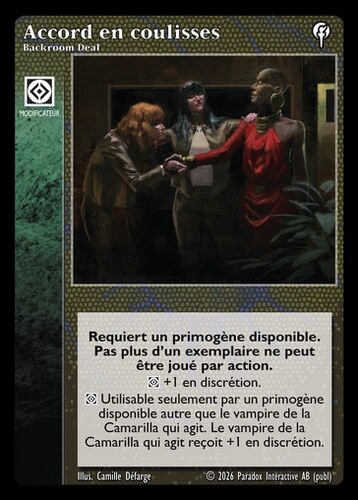 Accord en coulisses
Backroom Deal
MODIFICATEUR
Requiert un primogène disponible.
Pas plus d'un exemplaire ne peut
être joué par action.
+1 en discrétion.
Utilisable seulement par un primogène
disponible autre que le vampire de la
Camarilla qui agit. Le vampire de la
Camarilla qui agit reçoit +1 en discrétion.
Illus. Camille Défarge
© 2026 Paradox Interactive AB (publ)